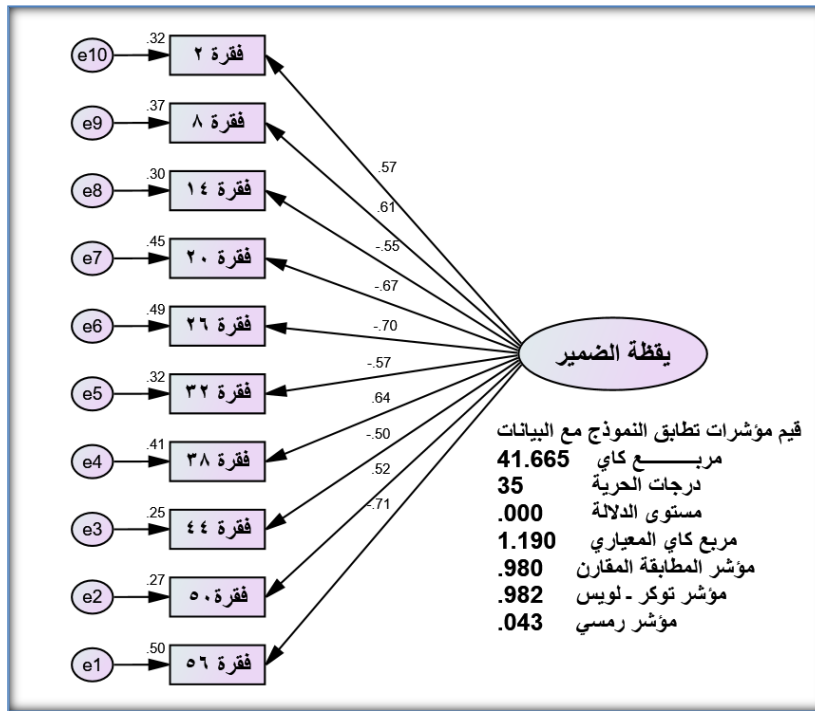 .32
e10 فقرة ٢
.37
e9 فقرة ٨
.30
e8 فقرة ١٤
.45
e7 فقرة ٢٠
.49
e6 فقرة ٢٦
.32
e5 فقرة ٣٢
.41
e4 فقرة ٣٨
.25
e3 فقرة ٤٤
.27
e2 فقرة٥٠
.50
e1 فقرة ٥٦
.57
.61
-.55
-.67
-.70
-.57
.64
-.50
.52
-.71
يقظة الضمير
قيم مؤشرات تطابق النموذج مع البيانات
مربـــــــع كاي 41.665
درجات الحرية 35
مستوى الدلالة .000
مربع كاي المعياري 1.190
مؤشر المطابقة المقارن .980
مؤشر توكر ـ لويس .982
مؤشر رمسي .043